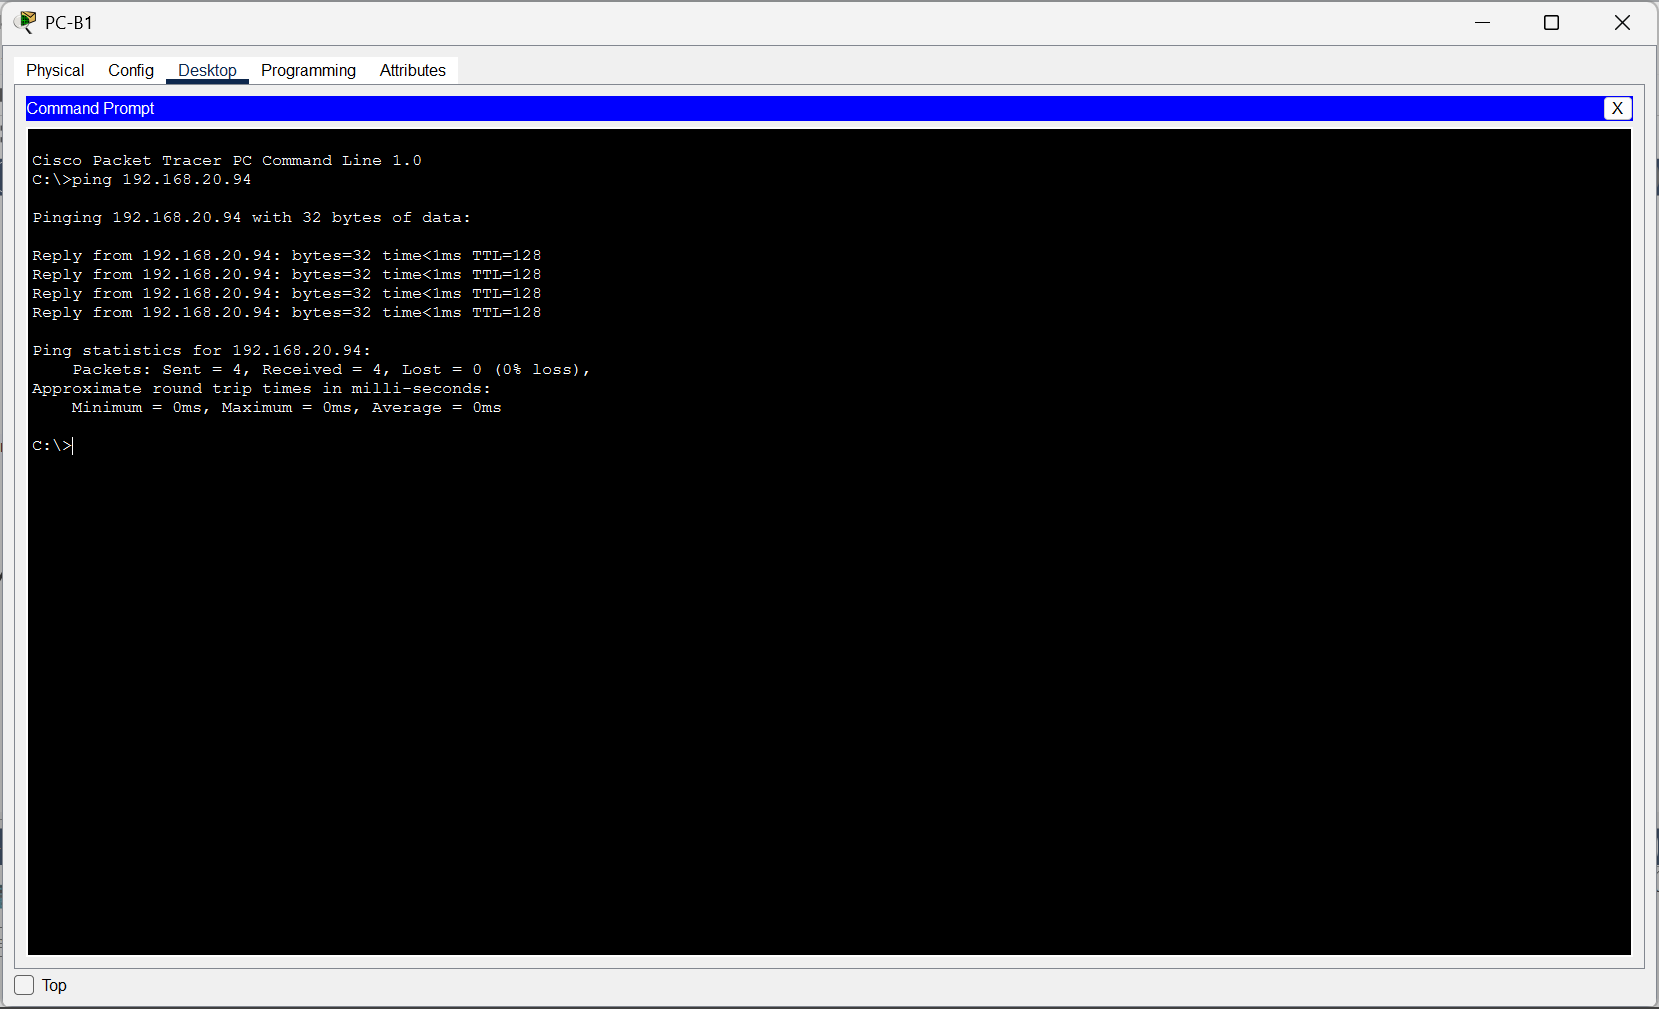 PC-B1
Physical Config Desktop Programming Attributes
Command Prompt X
Cisco Packet Tracer PC Command Line 1.0
C:\>ping 192.168.20.94
Pinging 192.168.20.94 with 32 bytes of data:
Reply from 192.168.20.94: bytes=32 time<1ms TTL=128
Reply from 192.168.20.94: bytes=32 time<1ms TTL=128
Reply from 192.168.20.94: bytes=32 time<1ms TTL=128
Reply from 192.168.20.94: bytes=32 time<1ms TTL=128
Ping statistics for 192.168.20.94:
    Packets: Sent = 4, Received = 4, Lost = 0 (0% loss),
Approximate round trip times in milli-seconds:
    Minimum = 0ms, Maximum = 0ms, Average = 0ms
C:\>
Top